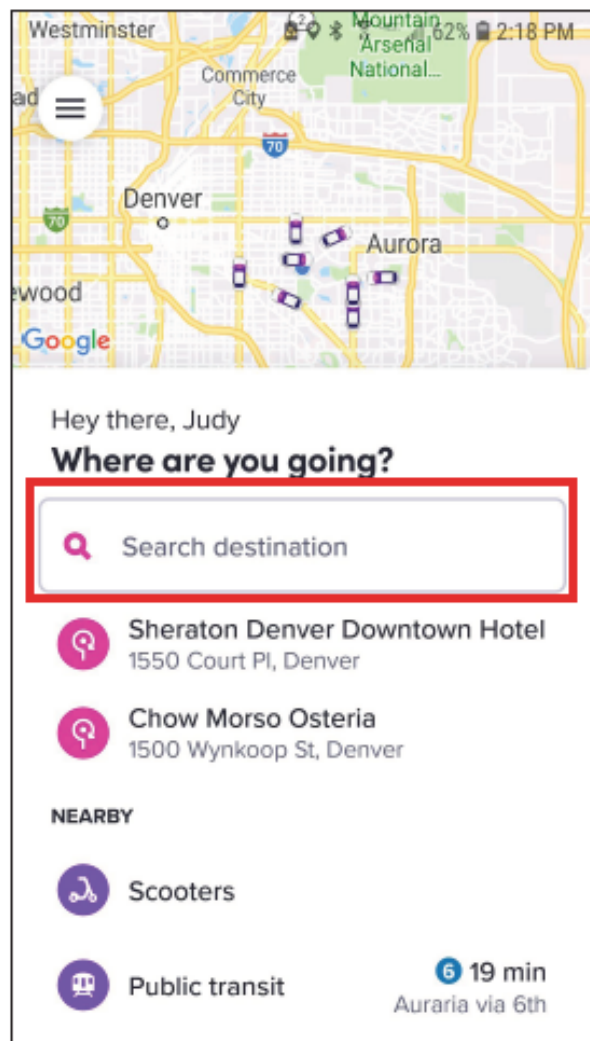 Westminster
Mountain
62% 2:18 PM
Arsenal
National...
Commerce
City
ad
70
Denver
70
Aurora
ewood
Google
Hey there, Judy
Where are you going?
Search destination
Sheraton Denver Downtown Hotel
1550 Court Pl, Denver
Chow Morso Osteria
1500 Wynkoop St, Denver
NEARBY
Scooters
Public transit
6 19 min
Auraria via 6th